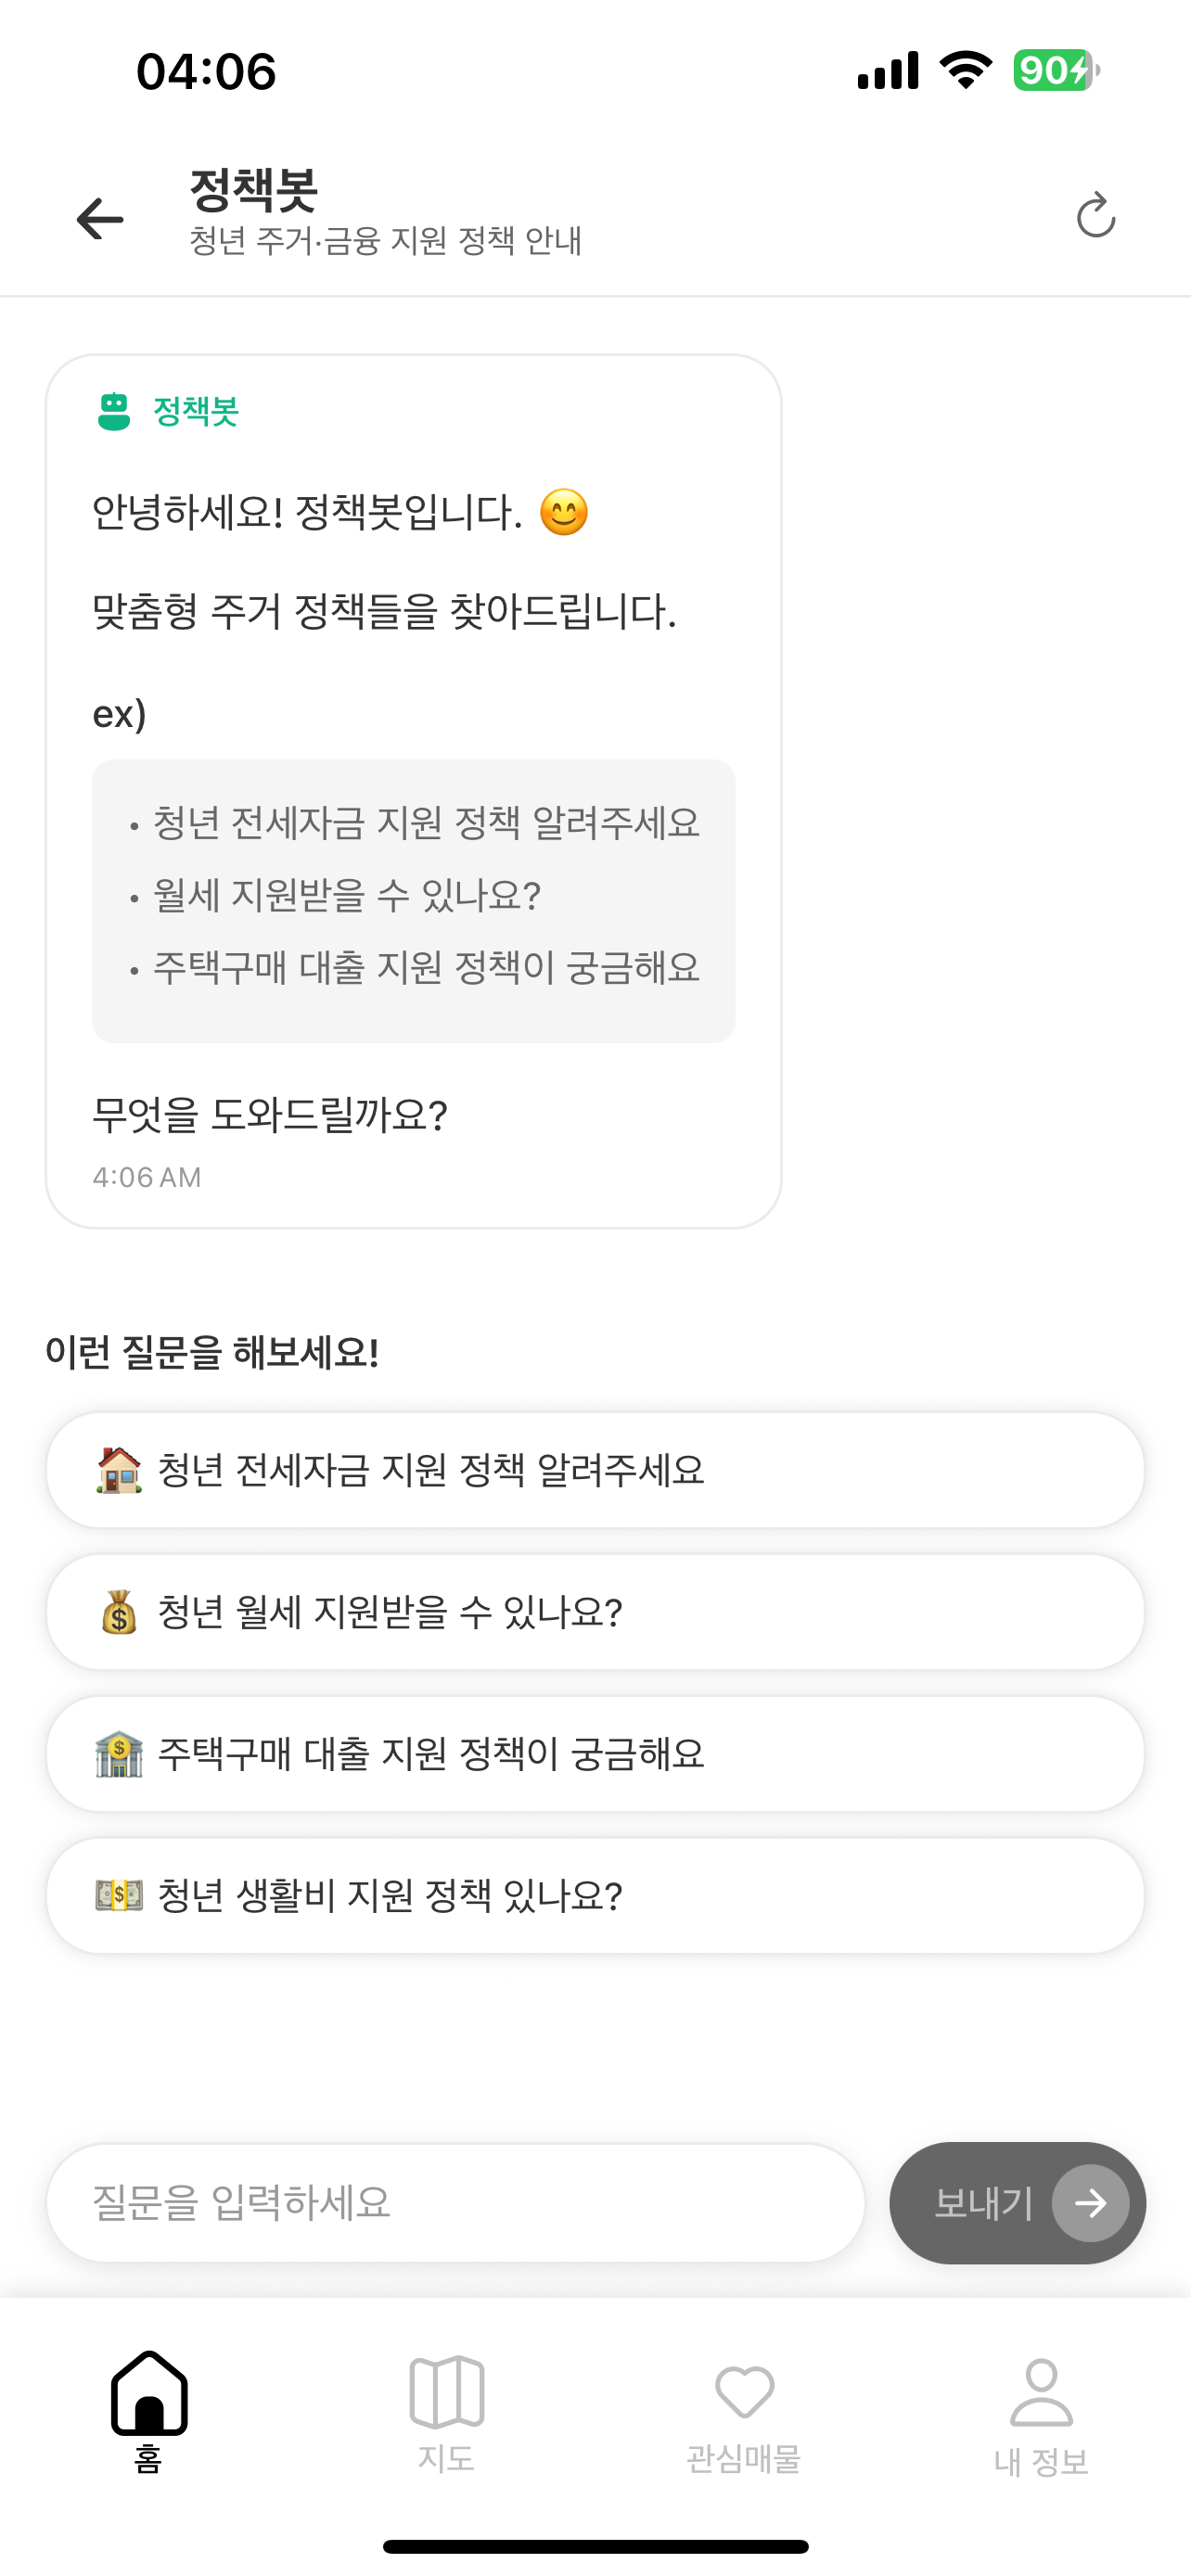 04:06
90
정책봇
청년 주거·금융 지원 정책 안내
정책봇
안녕하세요! 정책봇입니다. 😊
맞춤형 주거 정책들을 찾아드립니다.
ex)
• 청년 전세자금 지원 정책 알려주세요
• 월세 지원받을 수 있나요?
• 주택구매 대출 지원 정책이 궁금해요
무엇을 도와드릴까요?
4:06 AM
이런 질문을 해보세요!
🏠 청년 전세자금 지원 정책 알려주세요
💰 청년 월세 지원받을 수 있나요?
🏦 주택구매 대출 지원 정책이 궁금해요
💵 청년 생활비 지원 정책 있나요?
질문을 입력하세요
보내기
홈
지도
관심매물
내 정보